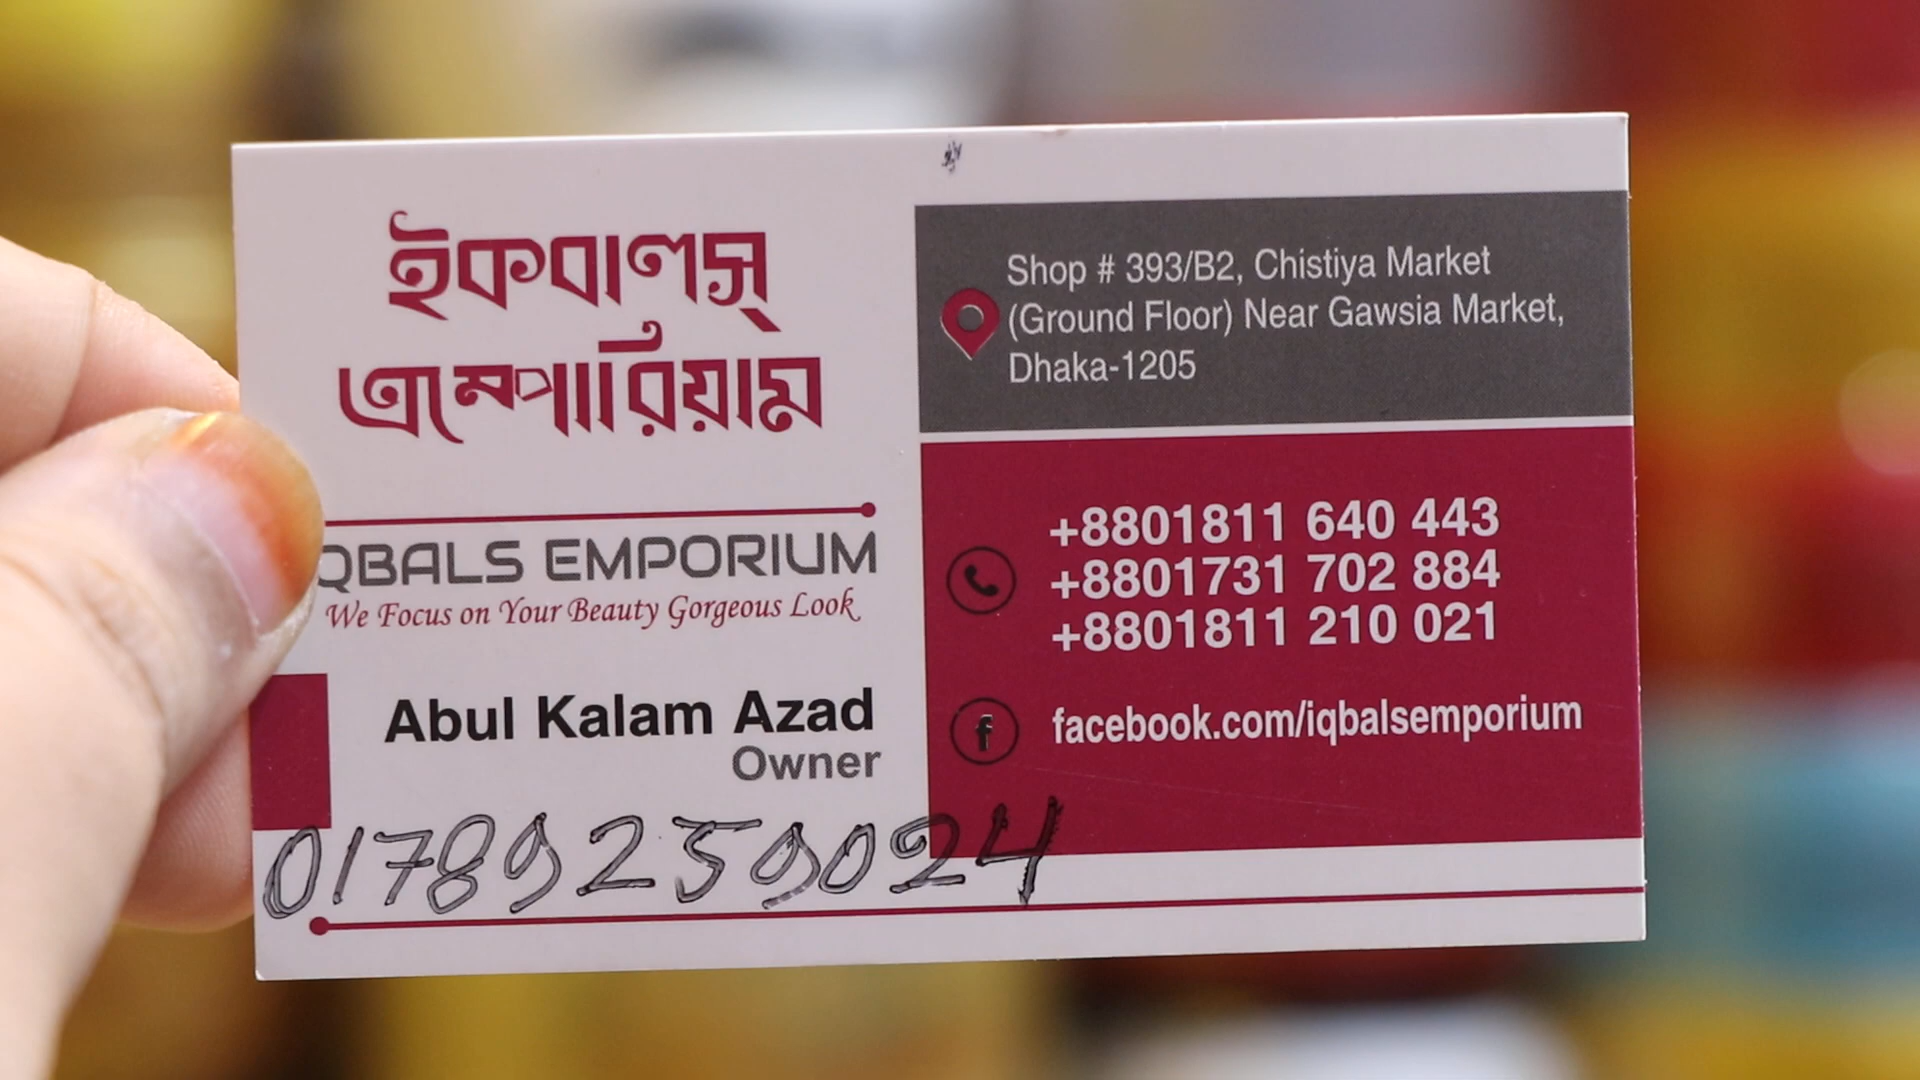 ইকবালস্
এম্পোরিয়াম
QBALS EMPORIUM
We Focus on Your Beauty Gorgeous Look
Abul Kalam Azad
Owner
01789259024
Shop # 393/B2, Chistiya Market
(Ground Floor) Near Gawsia Market,
Dhaka-1205
+8801811 640 443
+8801731 702 884
+8801811 210 021
facebook.com/iqbalsemporium